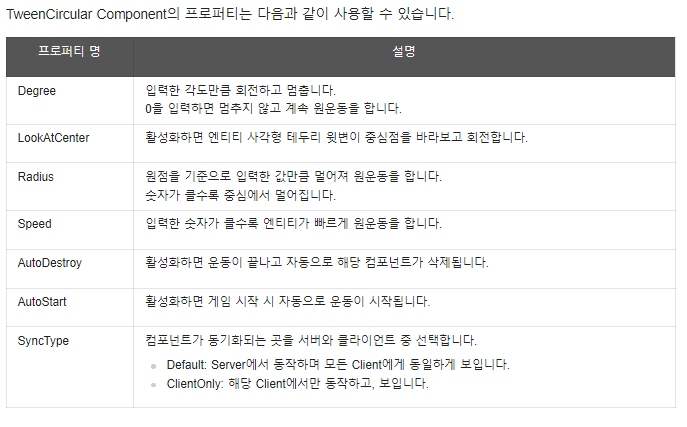 TweenCircular Component의 프로퍼티는 다음과 같이 사용할 수 있습니다.
프로퍼티 명 설명
Degree 입력한 각도만큼 회전하고 멈춥니다.
0을 입력하면 멈추지 않고 계속 원운동을 합니다.
LookAtCenter 활성화하면 엔티티 사각형 테두리 윗변이 중심점을 바라보고 회전합니다.
Radius 원점을 기준으로 입력한 값만큼 멀어져 원운동을 합니다.
숫자가 클수록 중심에서 멀어집니다.
Speed 입력한 숫자가 클수록 엔티티가 빠르게 원운동을 합니다.
AutoDestroy 활성화하면 운동이 끝나고 자동으로 해당 컴포넌트가 삭제됩니다.
AutoStart 활성화하면 게임 시작 시 자동으로 운동이 시작됩니다.
SyncType 컴포넌트가 동기화되는 곳을 서버와 클라이언트 중 선택합니다.
Default: Server에서 동작하며 모든 Client에게 동일하게 보입니다.
ClientOnly: 해당 Client에서만 동작하고, 보입니다.